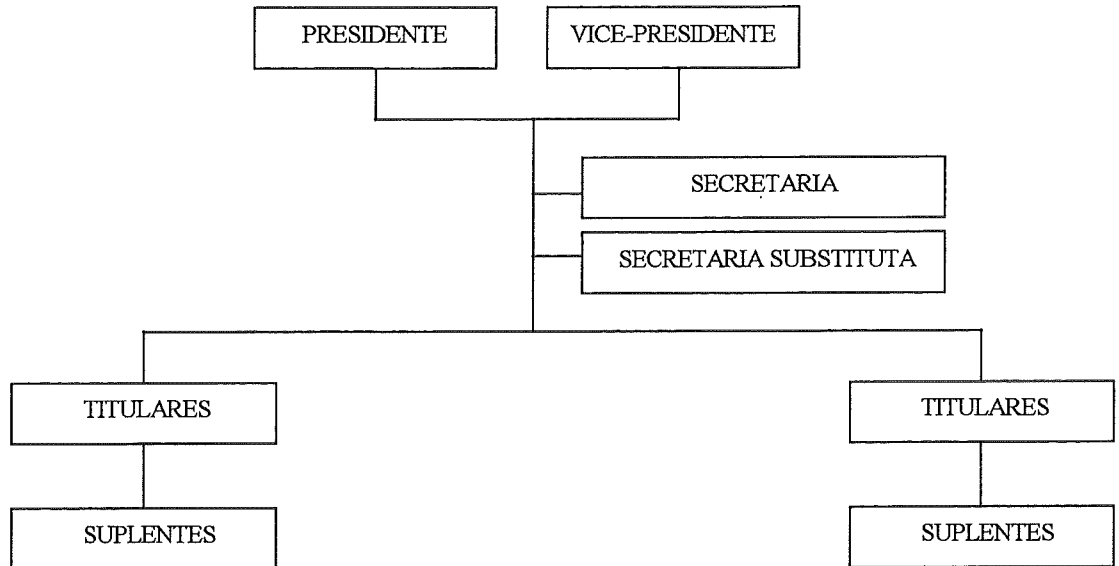 PRESIDENTE
VICE-PRESIDENTE
SECRETARIA
SECRETARIA SUBSTITUTA
TITULARES
TITULARES
SUPLENTES
SUPLENTES